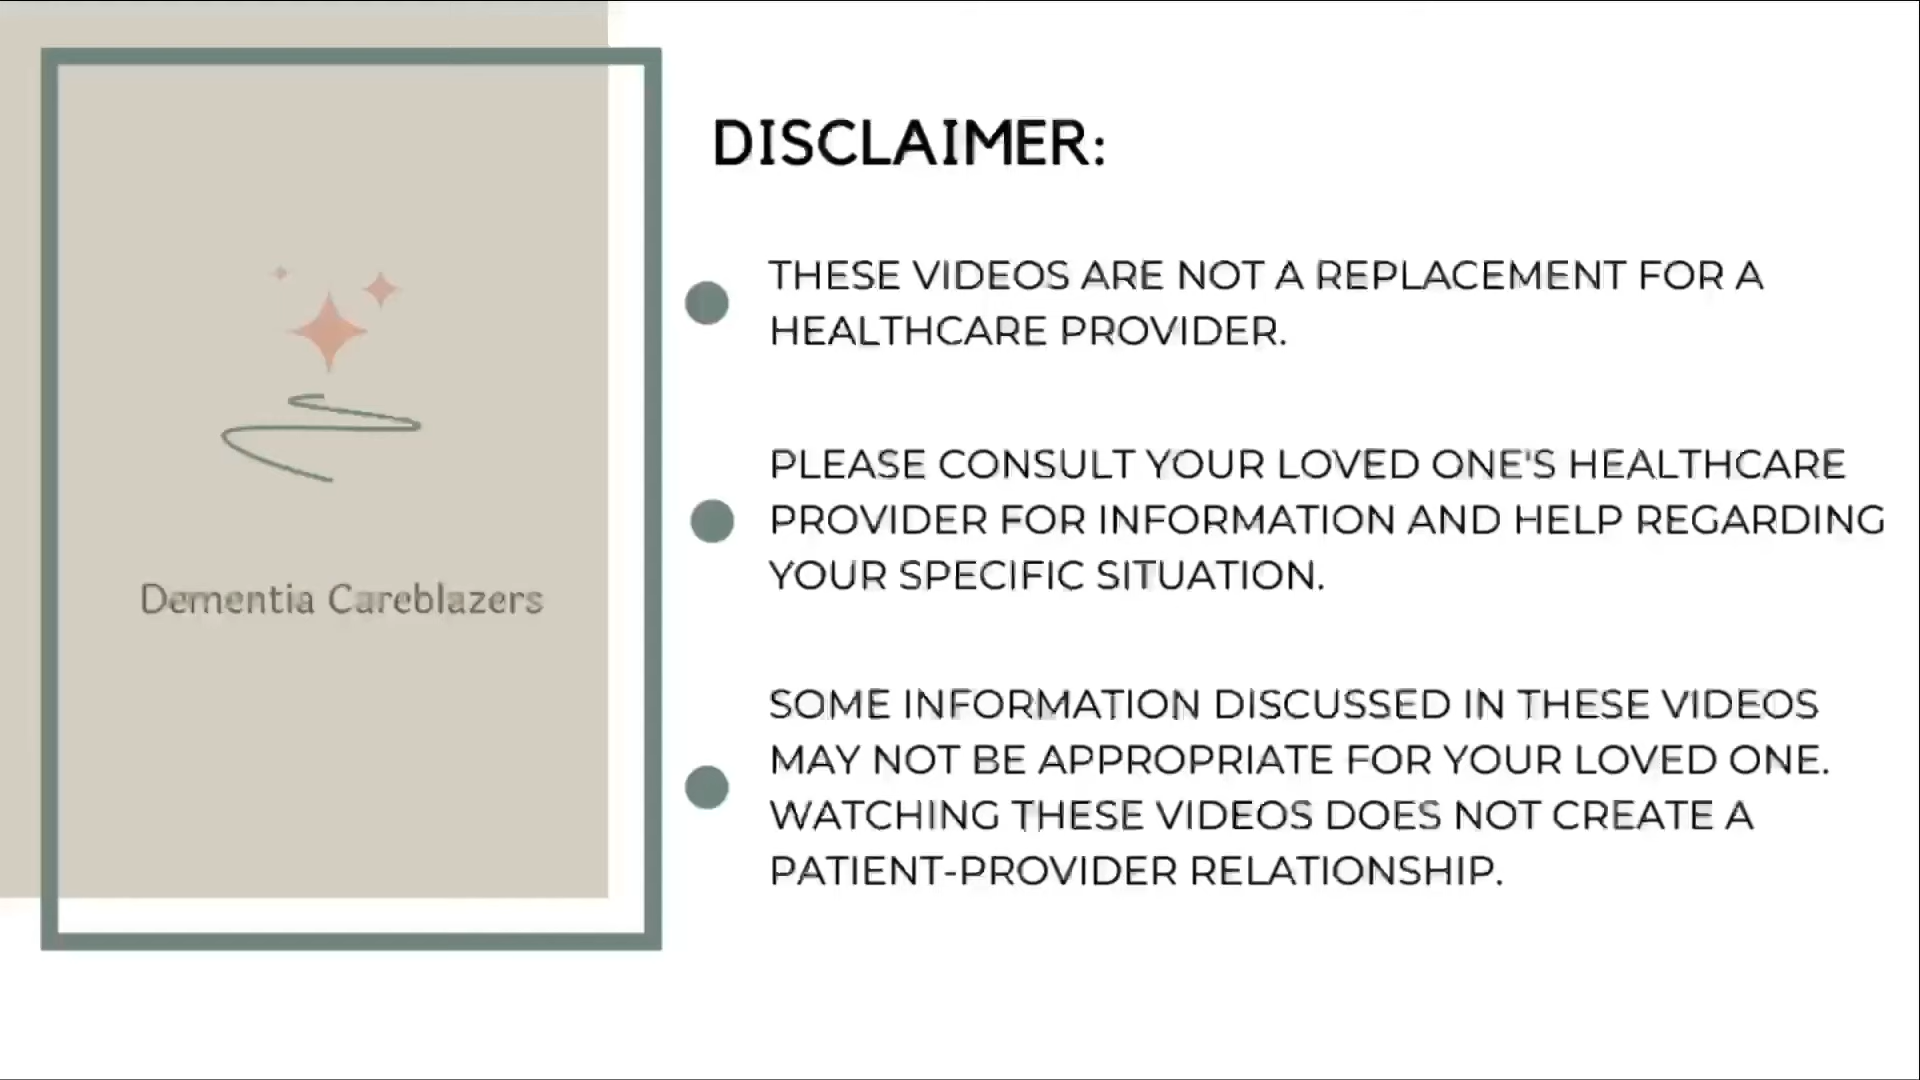 DISCLAIMER:
THESE VIDEOS ARE NOT A REPLACEMENT FOR A
HEALTHCARE PROVIDER.
PLEASE CONSULT YOUR LOVED ONE'S HEALTHCARE
PROVIDER FOR INFORMATION AND HELP REGARDING
YOUR SPECIFIC SITUATION.
SOME INFORMATION DISCUSSED IN THESE VIDEOS
MAY NOT BE APPROPRIATE FOR YOUR LOVED ONE.
WATCHING THESE VIDEOS DOES NOT CREATE A
PATIENT-PROVIDER RELATIONSHIP.
Dementia Careblazers